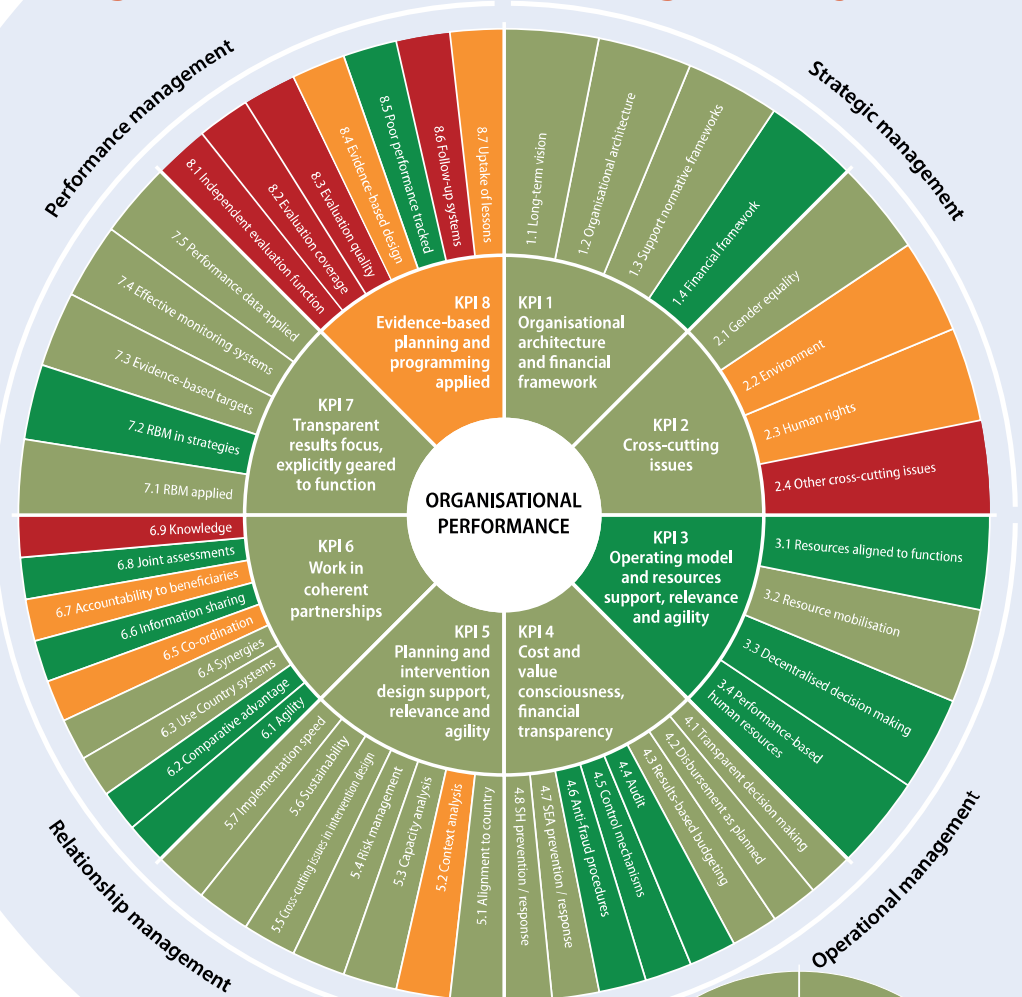 Performance management
Strategic management
Operational management
Relationship management
ORGANISATIONAL
PERFORMANCE
KPI 1
Organisational
architecture
and financial
framework
1.1 Long-term vision
1.2 Organisational architecture
1.3 Support normative frameworks
1.4 Financial framework
KPI 2
Cross-cutting
issues
2.1 Gender equality
2.2 Environment
2.3 Human rights
2.4 Other cross-cutting issues
KPI 3
Operating model
and resources
support, relevance
and agility
3.1 Resources aligned to functions
3.2 Resource mobilisation
3.3 Decentralised decision making
3.4 Performance-based
human resources
KPI 4
Cost and
value
consciousness,
financial
transparency
4.1 Transparent decision making
4.2 Disbursement as planned
4.3 Results-based budgeting
4.4 Audit
4.5 Control mechanisms
4.6 Anti-fraud procedures
4.7 SEA prevention / response
4.8 SH prevention / response
KPI 5
Planning and
intervention
design support,
relevance and
agility
5.1 Alignment to country
5.2 Context analysis
5.3 Capacity analysis
5.4 Risk management
5.5 Cross-cutting issues in intervention design
5.6 Sustainability
5.7 Implementation speed
KPI 6
Work in
coherent
partnerships
6.1 Agility
6.2 Comparative advantage
6.3 Use Country systems
6.4 Synergies
6.5 Co-ordination
6.6 Information sharing
6.7 Accountability to beneficiaries
6.8 Joint assessments
6.9 Knowledge
KPI 7
Transparent
results focus,
explicitly geared
to function
7.1 RBM applied
7.2 RBM in strategies
7.3 Evidence-based targets
7.4 Effective monitoring systems
7.5 Performance data applied
KPI 8
Evidence-based
planning and
programming
applied
8.1 Independent evaluation function
8.2 Evaluation coverage
8.3 Evaluation quality
8.4 Evidence-based design
8.5 Poor performance tracked
8.6 Follow-up systems
8.7 Uptake of lessons